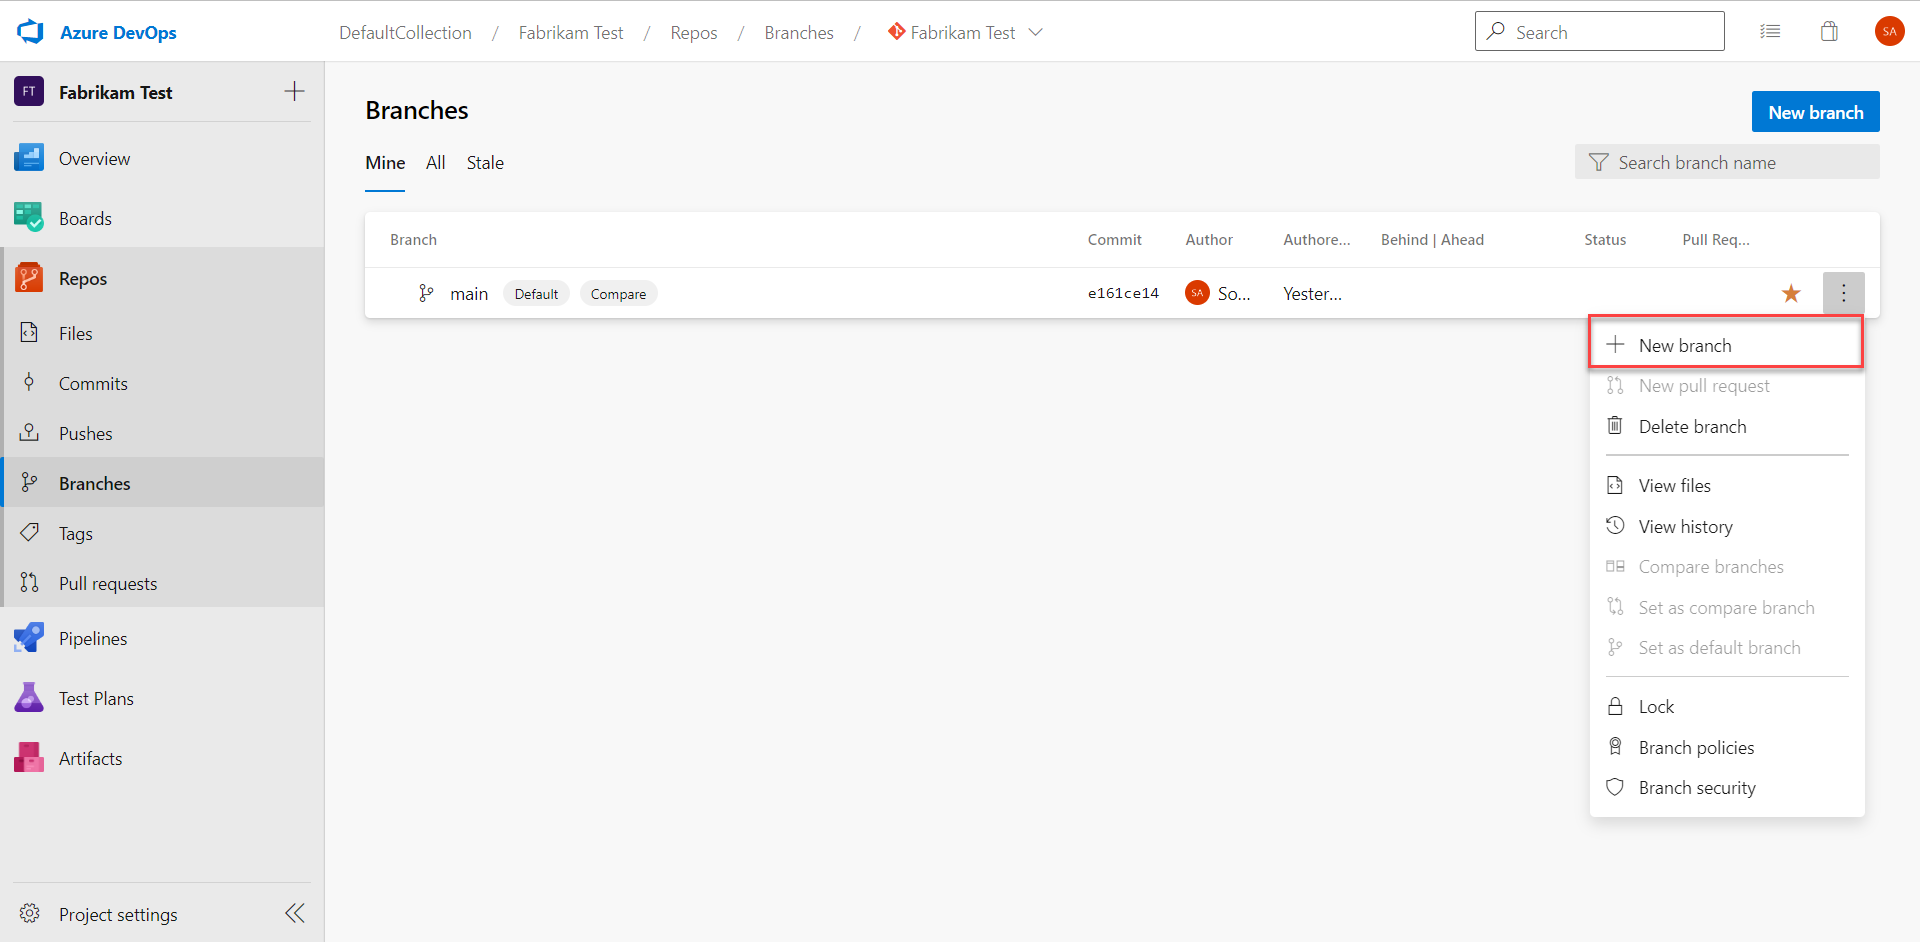 Azure DevOps
DefaultCollection / Fabrikam Test / Repos / Branches / Fabrikam Test
Search
SA
FT Fabrikam Test
Overview
Boards
Repos
Files
Commits
Pushes
Branches
Tags
Pull requests
Pipelines
Test Plans
Artifacts
Project settings
Branches
New branch
Mine All Stale
Search branch name
Branch Commit Author Authore... Behind | Ahead Status Pull Req...
main Default Compare e161ce14 SA So... Yester...
New branch
New pull request
Delete branch
View files
View history
Compare branches
Set as compare branch
Set as default branch
Lock
Branch policies
Branch security